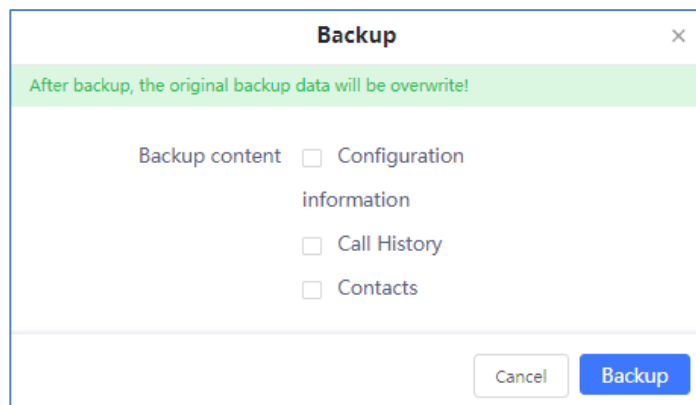 Backup
After backup, the original backup data will be overwrite!
Backup content Configuration
information
Call History
Contacts
Cancel Backup